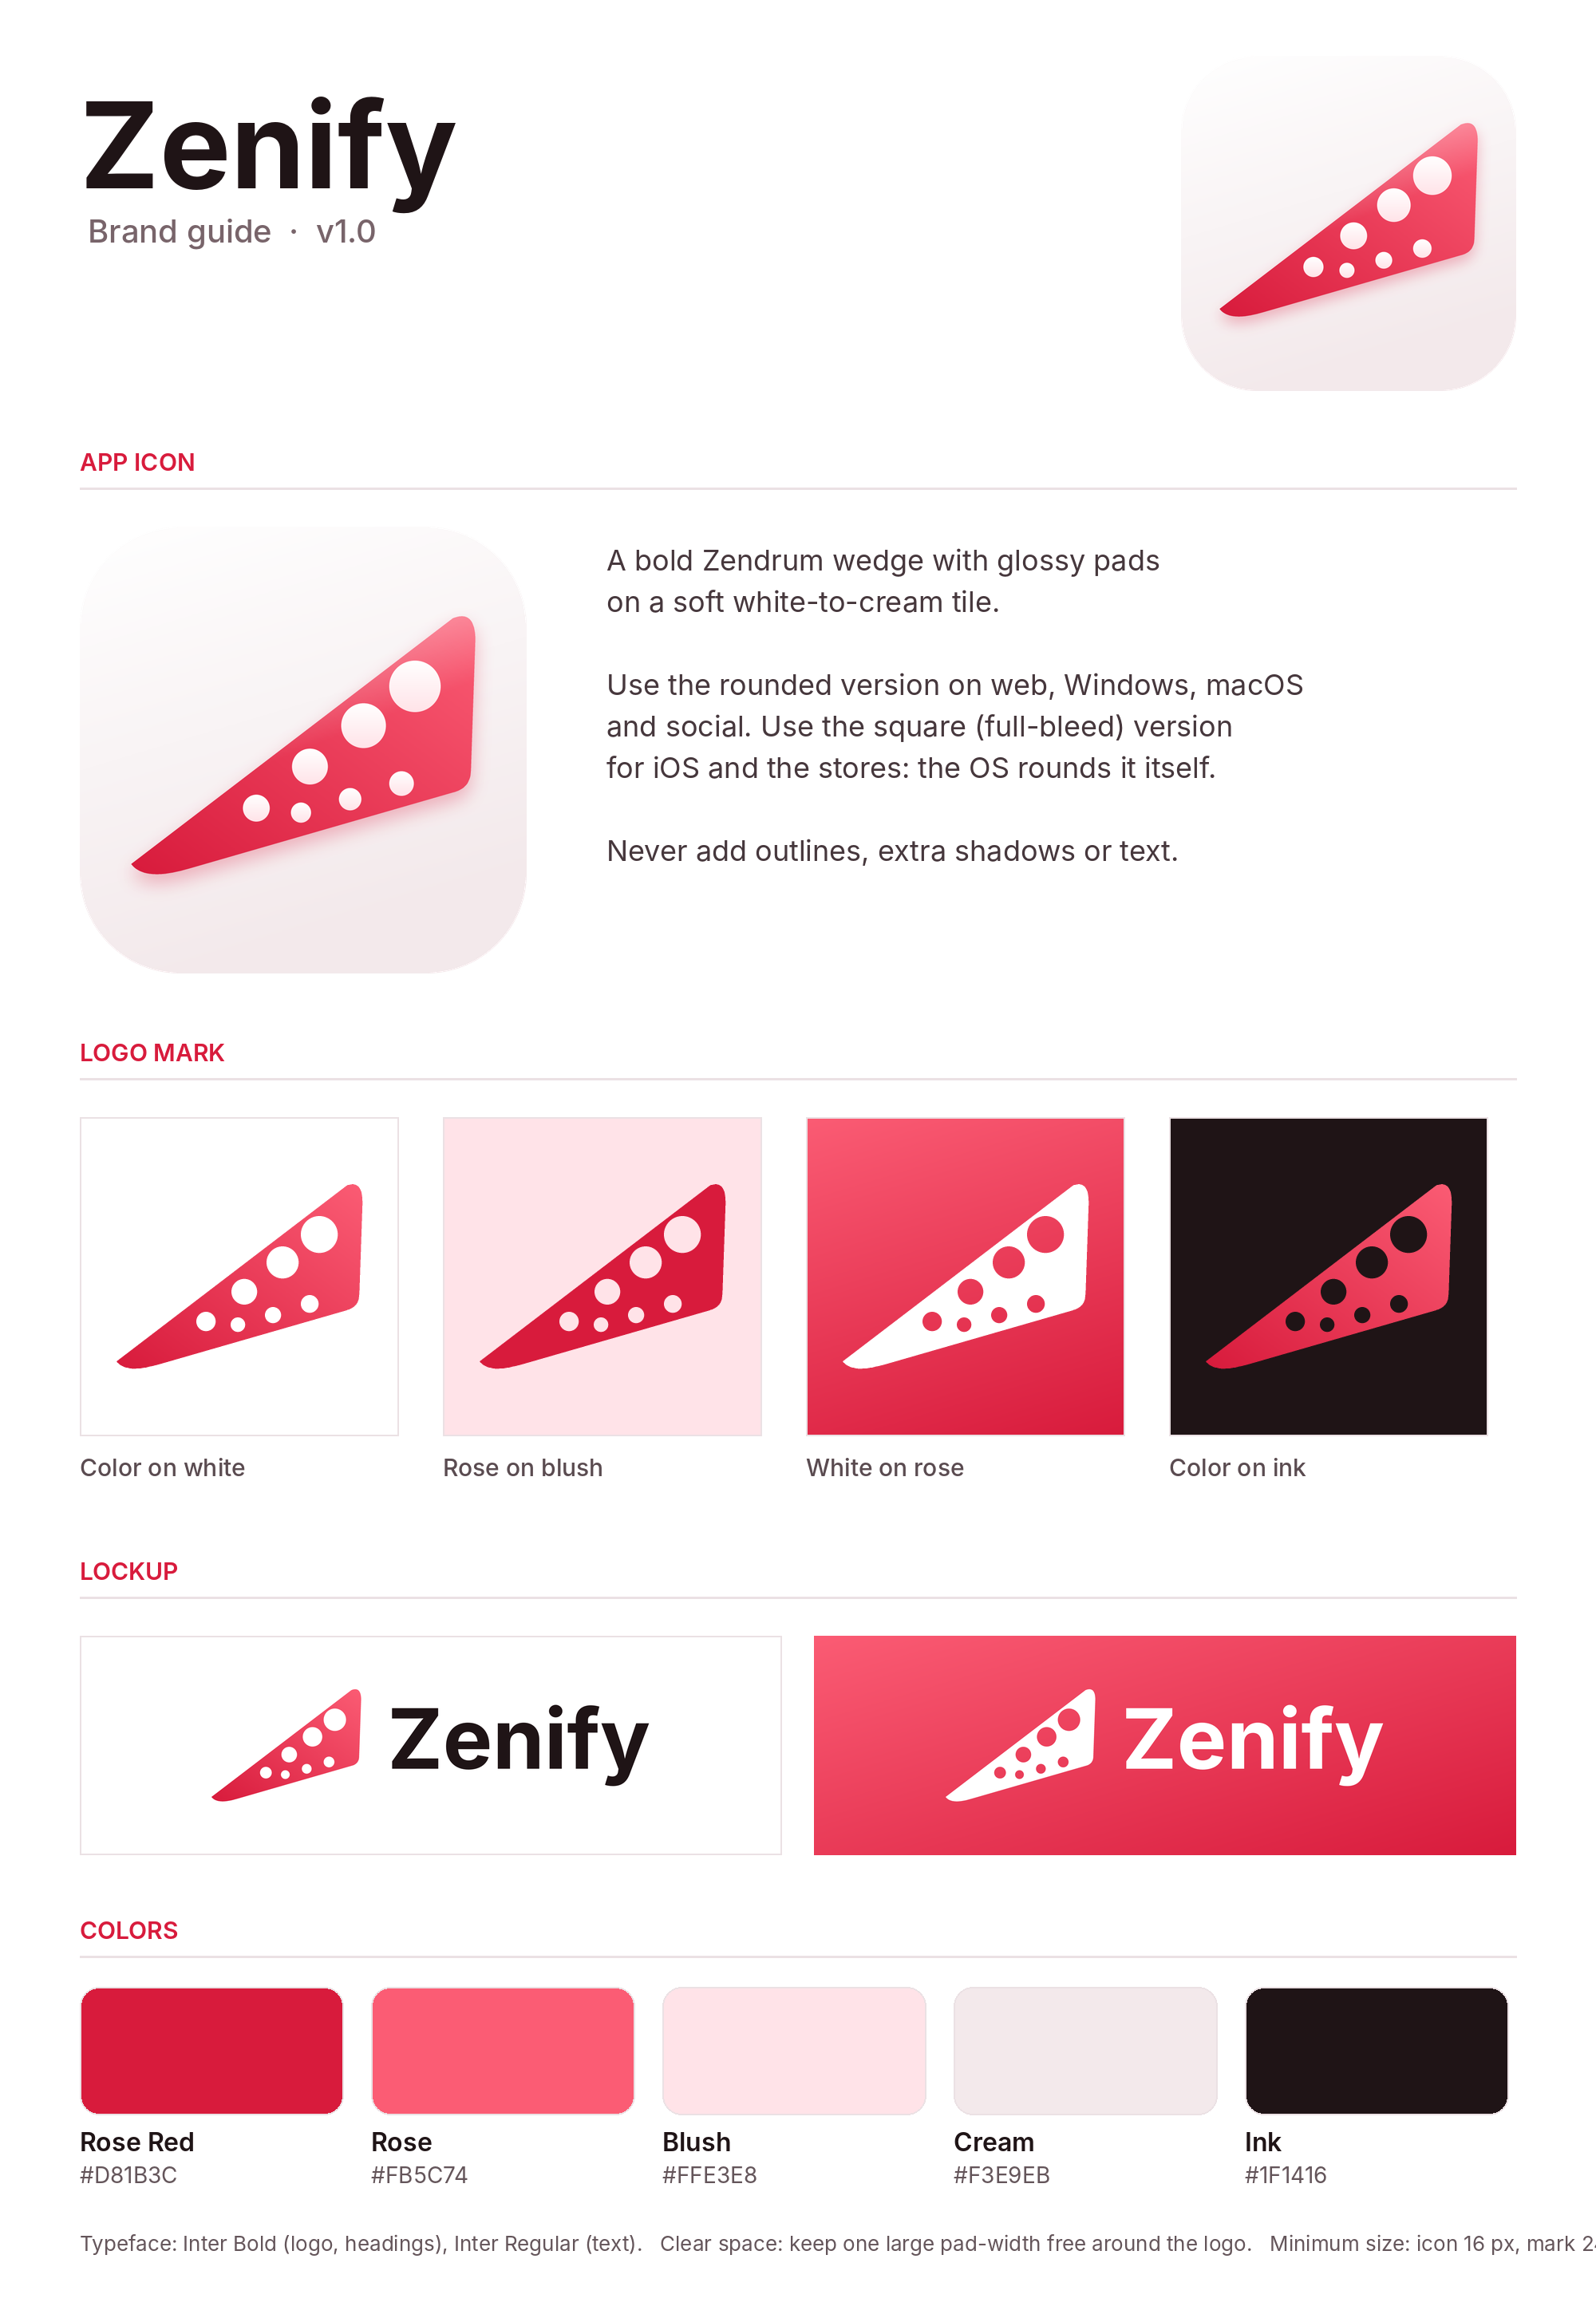 Zenify
Brand guide · v1.0
APP ICON
A bold Zendrum wedge with glossy pads
on a soft white-to-cream tile.
Use the rounded version on web, Windows, macOS
and social. Use the square (full-bleed) version
for iOS and the stores: the OS rounds it itself.
Never add outlines, extra shadows or text.
LOGO MARK
Color on white
Rose on blush
White on rose
Color on ink
LOCKUP
Zenify
Zenify
COLORS
Rose Red
#D81B3C
Rose
#FB5C74
Blush
#FFE3E8
Cream
#F3E9EB
Ink
#1F1416
Typeface: Inter Bold (logo, headings), Inter Regular (text).   Clear space: keep one large pad-width free around the logo.   Minimum size: icon 16 px, mark